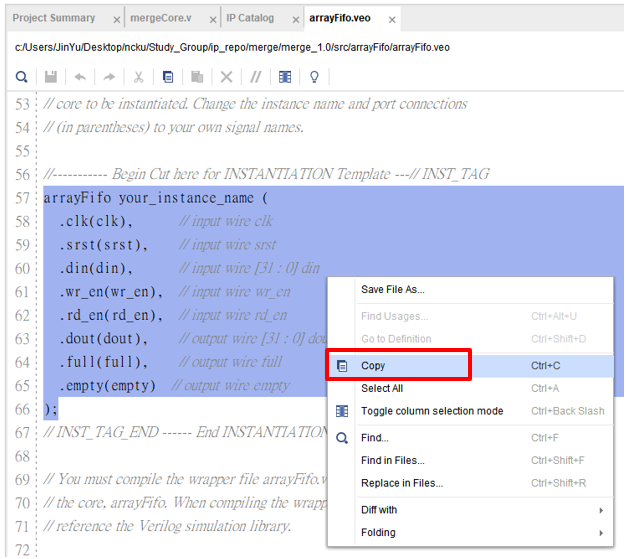 Project Summary × mergeCore.v × IP Catalog × arrayFifo.veo ×
c:/Users/JinYu/Desktop/ncku/Study_Group/ip_repo/merge/merge_1.0/src/arrayFifo/arrayFifo.veo
53 // core to be instantiated. Change the instance name and port connections
54 // (in parentheses) to your own signal names.
55
56 //----------- Begin Cut here for INSTANTIATION Template ---// INST_TAG
57 arrayFifo your_instance_name (
58 .clk(clk), // input wire clk
59 .srst(srst), // input wire srst
60 .din(din), // input wire [31 : 0] din
61 .wr_en(wr_en), // input wire wr_en
62 .rd_en(rd_en), // input wire rd_en
63 .dout(dout), // output wire [31 : 0] dou
64 .full(full), // output wire full
65 .empty(empty) // output wire empty
66 );
67 // INST_TAG_END ------ End INSTANTIATION
68
69 // You must compile the wrapper file arrayFifo.v
70 // the core, arrayFifo. When compiling the wrapp
71 // reference the Verilog simulation library.
72
Save File As...
Find Usages... Ctrl+Alt+U
Go to Definition Ctrl+Shift+D
Copy Ctrl+C
Select All Ctrl+A
Toggle column selection mode Ctrl+Back Slash
Find... Ctrl+F
Find in Files... Ctrl+Shift+F
Replace in Files... Ctrl+Shift+R
Diff with
Folding